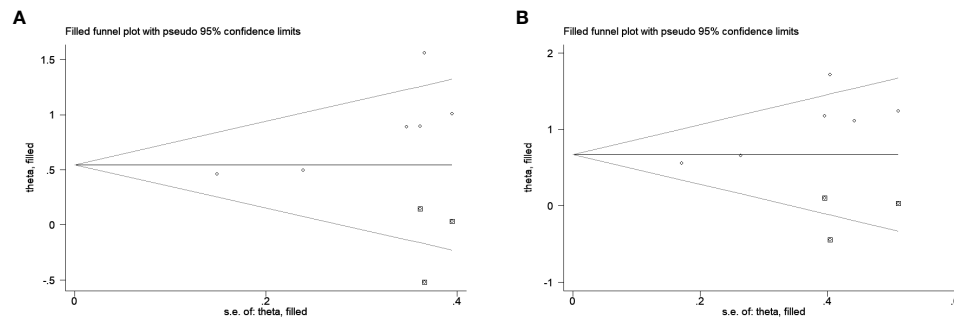 A
Filled funnel plot with pseudo 95% confidence limits
theta, filled
1.5
1
.5
0
-.5
0
.2
.4
s.e. of: theta, filled
B
Filled funnel plot with pseudo 95% confidence limits
theta, filled
2
1
0
-1
0
.2
.4
s.e. of: theta, filled